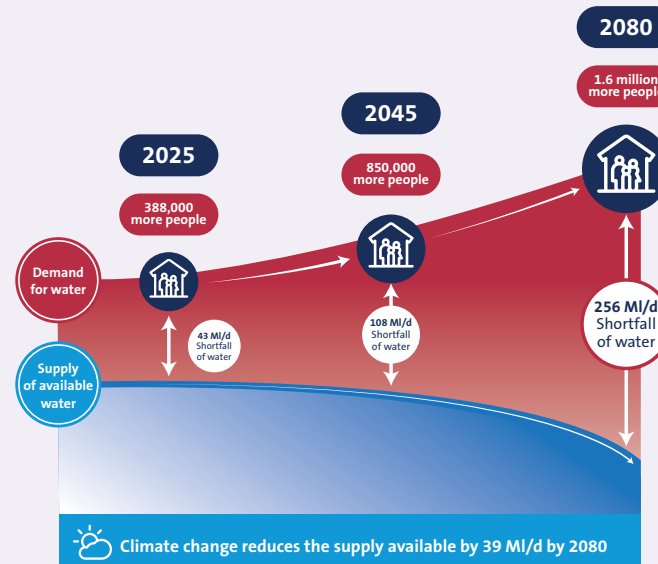 2080
1.6 million
more people
2045
850,000
more people
2025
388,000
more people
Demand
for water
43 Ml/d
Shortfall
of water
108 Ml/d
Shortfall
of water
256 Ml/d
Shortfall
of water
Supply
of available
water
Climate change reduces the supply available by 39 Ml/d by 2080